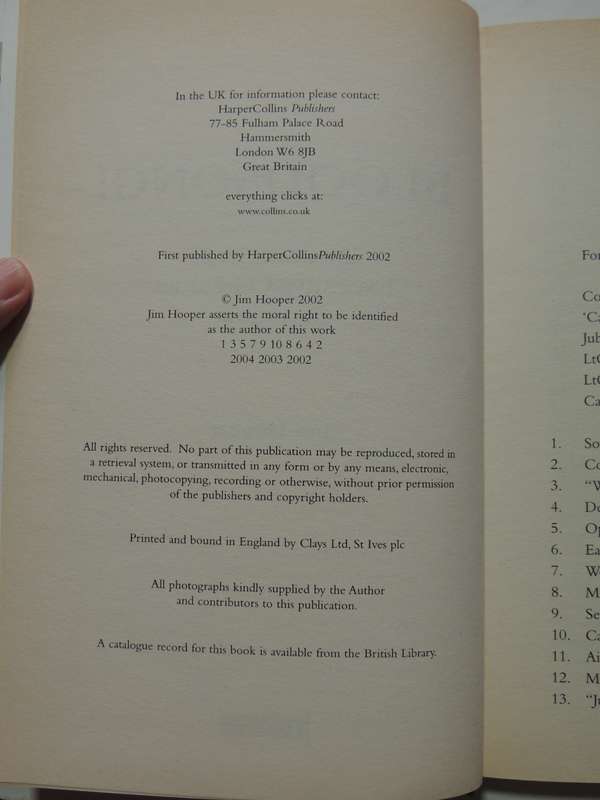 In the UK for information please contact:
HarperCollins Publishers
77-85 Fulham Palace Road
Hammersmith
London W6 8JB
Great Britain
everything clicks at:
www.collins.co.uk
First published by HarperCollinsPublishers 2002
© Jim Hooper 2002
Jim Hooper asserts the moral right to be identified
as the author of this work
1 3 5 7 9 10 8 6 4 2
2004 2003 2002
All rights reserved. No part of this publication may be reproduced, stored in
a retrieval system, or transmitted in any form or by any means, electronic,
mechanical, photocopying, recording or otherwise, without prior permission
of the publishers and copyright holders.
Printed and bound in England by Clays Ltd, St Ives plc
All photographs kindly supplied by the Author
and contributors to this publication.
A catalogue record for this book is available from the British Library.
1.
2.
3.
4.
5.
6.
7.
8.
9.
10.
11.
12.
13.